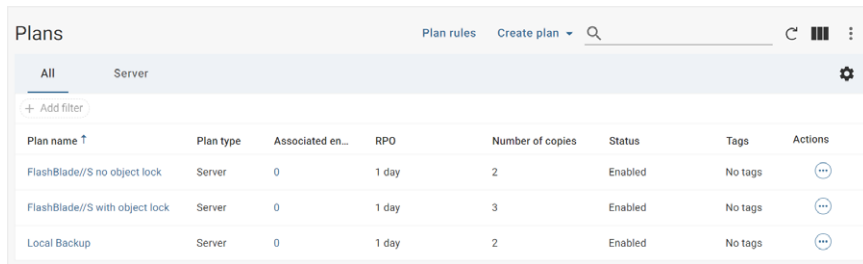 Plans Plan rules Create plan
All Server
+ Add filter
Plan name ↑ Plan type Associated en... RPO Number of copies Status Tags Actions
FlashBlade//S no object lock Server 0 1 day 2 Enabled No tags
FlashBlade//S with object lock Server 0 1 day 3 Enabled No tags
Local Backup Server 0 1 day 2 Enabled No tags